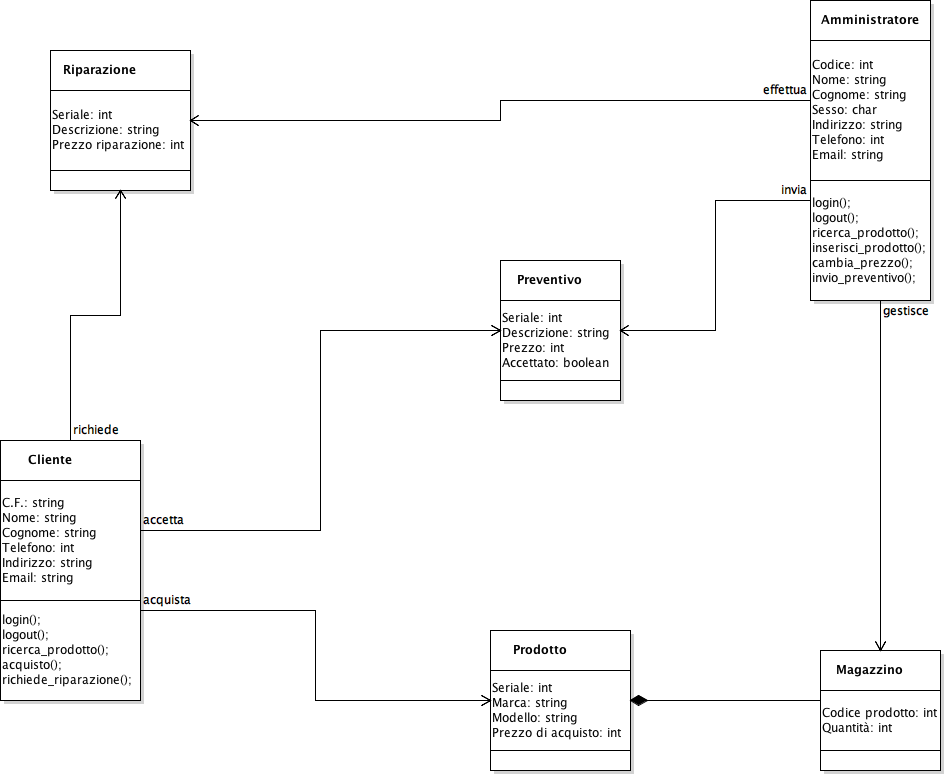 Amministratore
Codice: int
Nome: string
Cognome: string
Sesso: char
Indirizzo: string
Telefono: int
Email: string
login();
logout();
ricerca_prodotto();
inserisci_prodotto();
cambia_prezzo();
invio_preventivo();
effettua
invia
gestisce
Riparazione
Seriale: int
Descrizione: string
Prezzo riparazione: int
Preventivo
Seriale: int
Descrizione: string
Prezzo: int
Accettato: boolean
richiede
Cliente
C.F.: string
Nome: string
Cognome: string
Telefono: int
Indirizzo: string
Email: string
login();
logout();
ricerca_prodotto();
acquisto();
richiede_riparazione();
accetta
acquista
Prodotto
Seriale: int
Marca: string
Modello: string
Prezzo di acquisto: int
Magazzino
Codice prodotto: int
Quantità: int